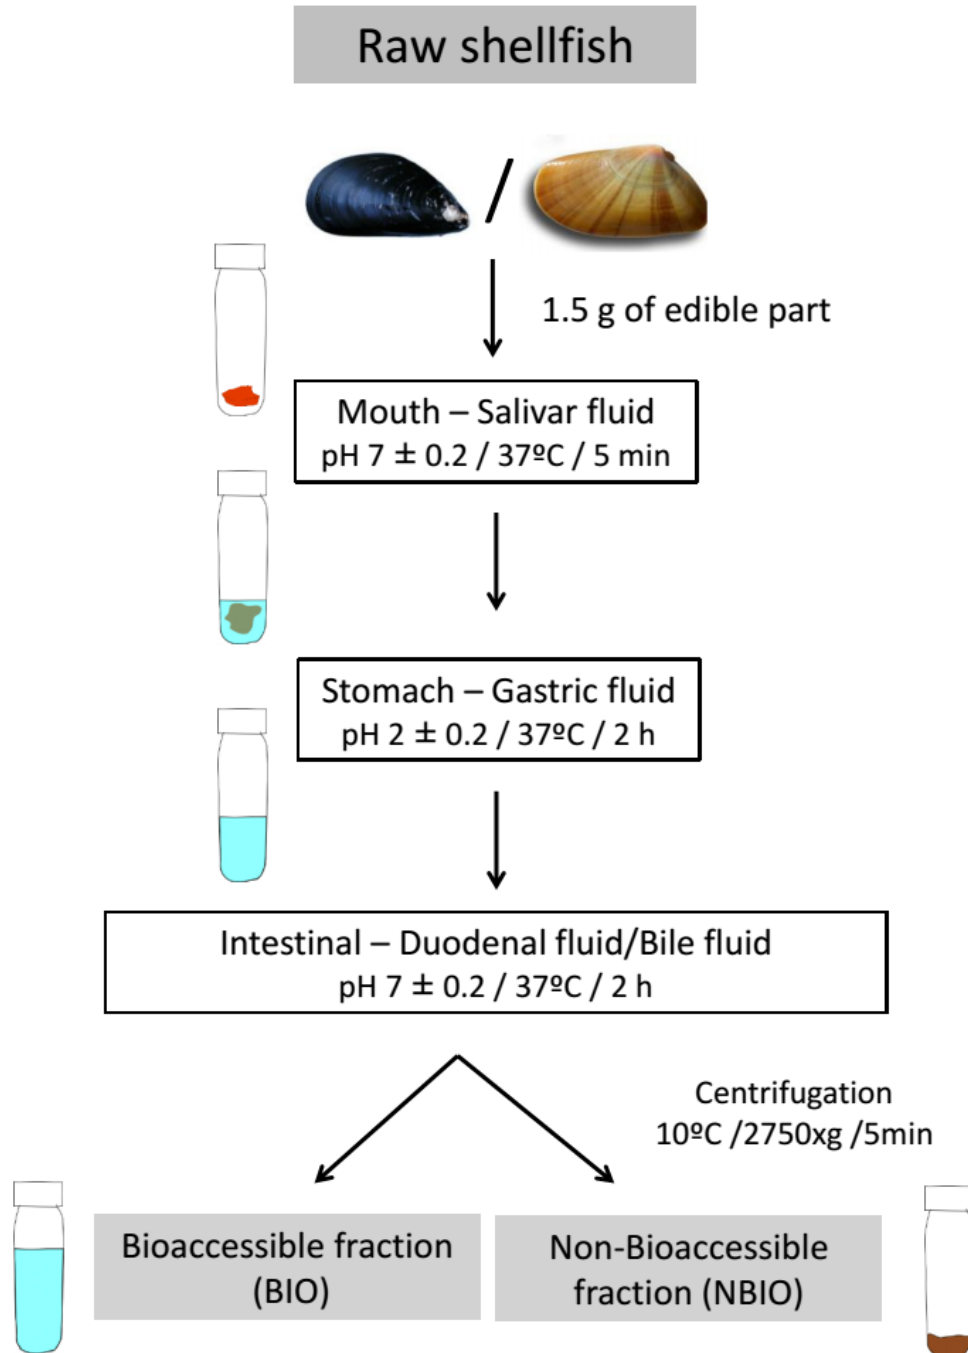 Raw shellfish
/
1.5 g of edible part
Mouth – Salivar fluid
pH 7 ± 0.2 / 37ºC / 5 min
Stomach – Gastric fluid
pH 2 ± 0.2 / 37ºC / 2 h
Intestinal – Duodenal fluid/Bile fluid
pH 7 ± 0.2 / 37ºC / 2 h
Centrifugation
10ºC /2750xg /5min
Bioaccessible fraction
(BIO)
Non-Bioaccessible
fraction (NBIO)